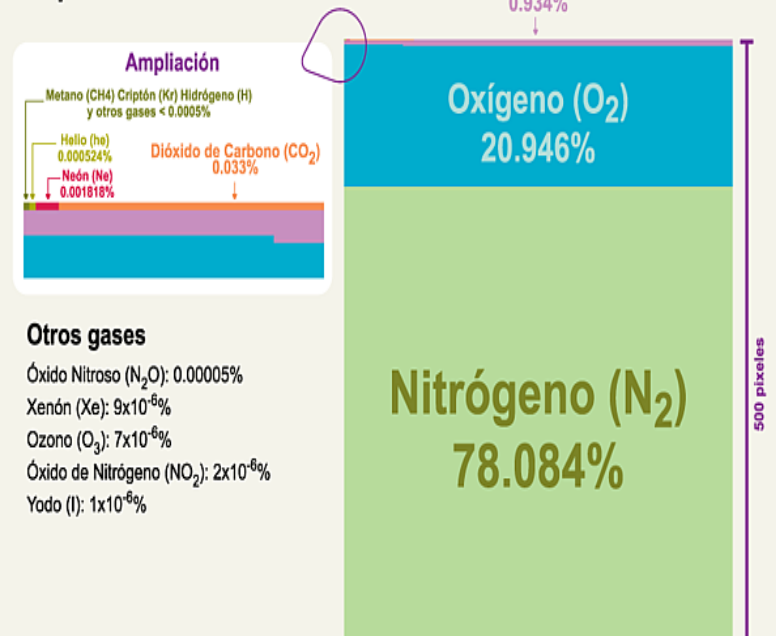 0.934%
Ampliación
Metano (CH4) Criptón (Kr) Hidrógeno (H)
y otros gases < 0.0005%
Helio (he)
0.000524%
Dióxido de Carbono (CO₂)
0.033%
Neón (Ne)
0.001818%
Oxígeno (O₂)
20.946%
Otros gases
Óxido Nitroso (N₂O): 0.00005%
Xenón (Xe): 9x10⁻⁶%
Ozono (O₃): 7x10⁻⁶%
Óxido de Nitrógeno (NO₂): 2x10⁻⁶%
Yodo (I): 1x10⁻⁶%
Nitrógeno (N₂)
78.084%
500 pixeles